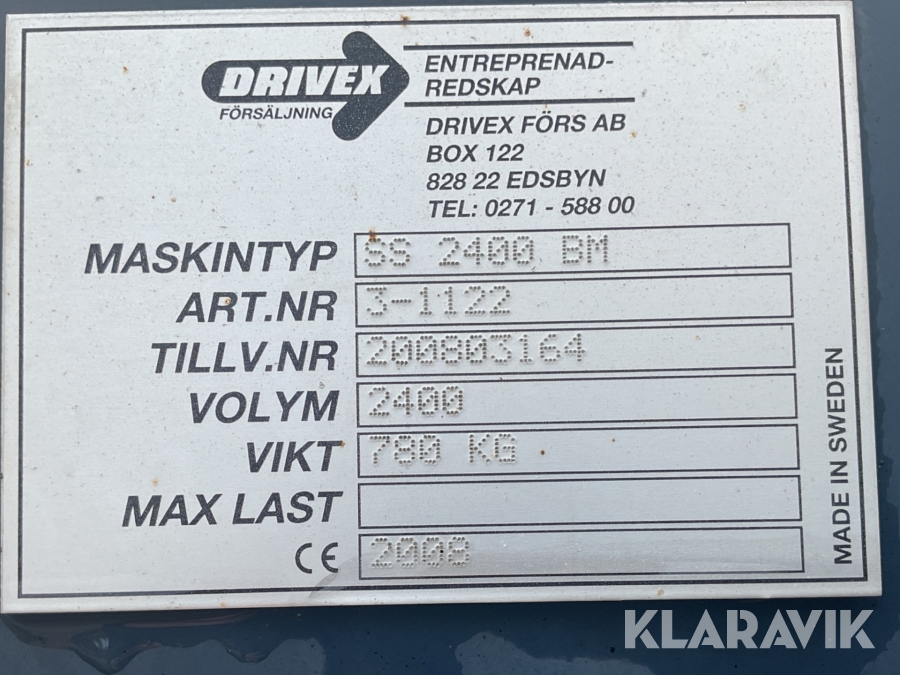 DRIVEX
FÖRSÄLJNING
ENTREPRENAD-
REDSKAP
DRIVEX FÖRS AB
BOX 122
828 22 EDSBYN
TEL: 0271 - 588 00
MASKINTYP SS 2400 BM
ART.NR 3-1122
TILLV.NR 200803164
VOLYM 2400
VIKT 780 KG
MAX LAST
CE 2008
MADE IN SWEDEN
KLARAVIK